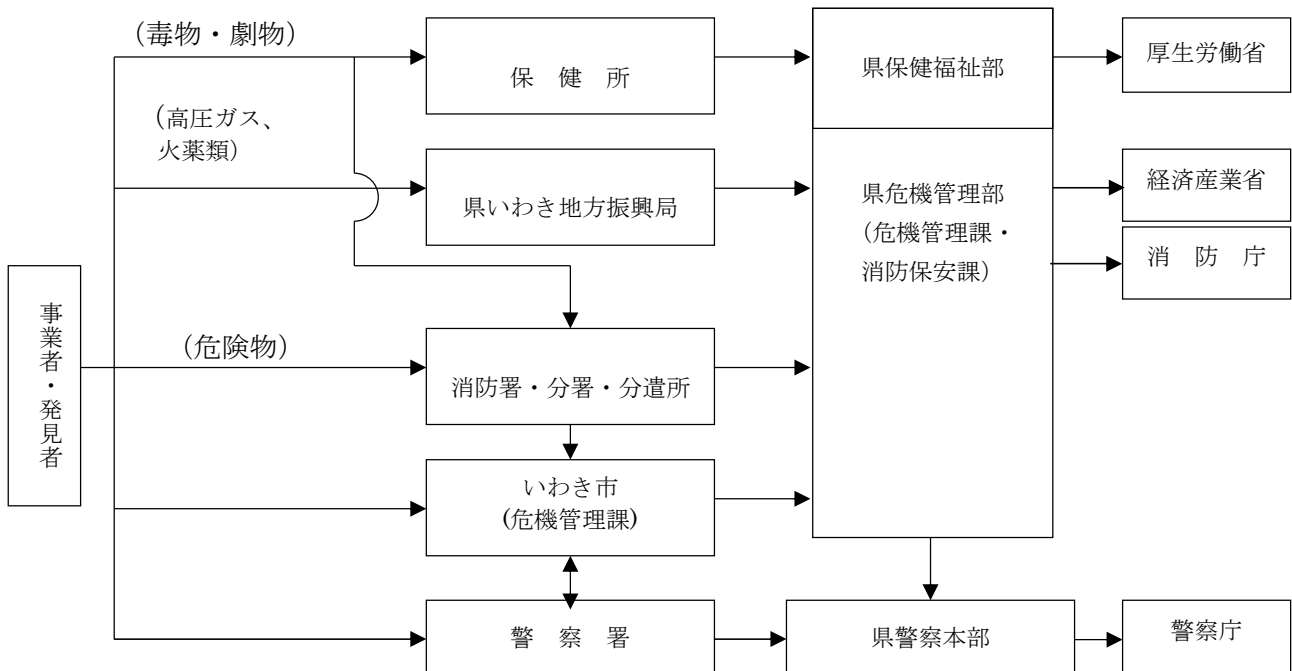 （毒物・劇物）
保　健　所
県保健福祉部
厚生労働省
（高圧ガス、
火薬類）
県いわき地方振興局
県危機管理部
（危機管理課・
消防保安課）
経済産業省
消　防　庁
事業者・発見者
（危険物）
消防署・分署・分遣所
いわき市
(危機管理課)
警　察　署
県警察本部
警察庁